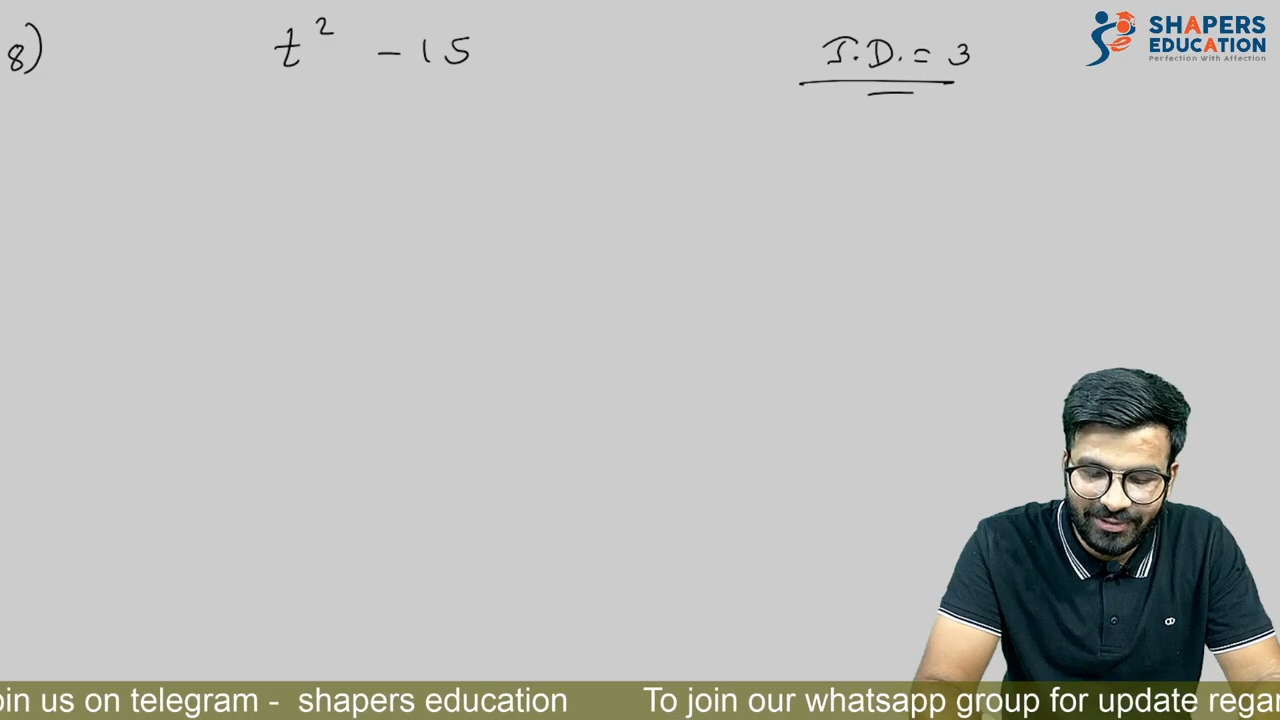 8) t² - 15 I.D. = 3
SHAPERS
EDUCATION
Perfection With Affection
oin us on telegram - shapers education To join our whatsapp group for update regar